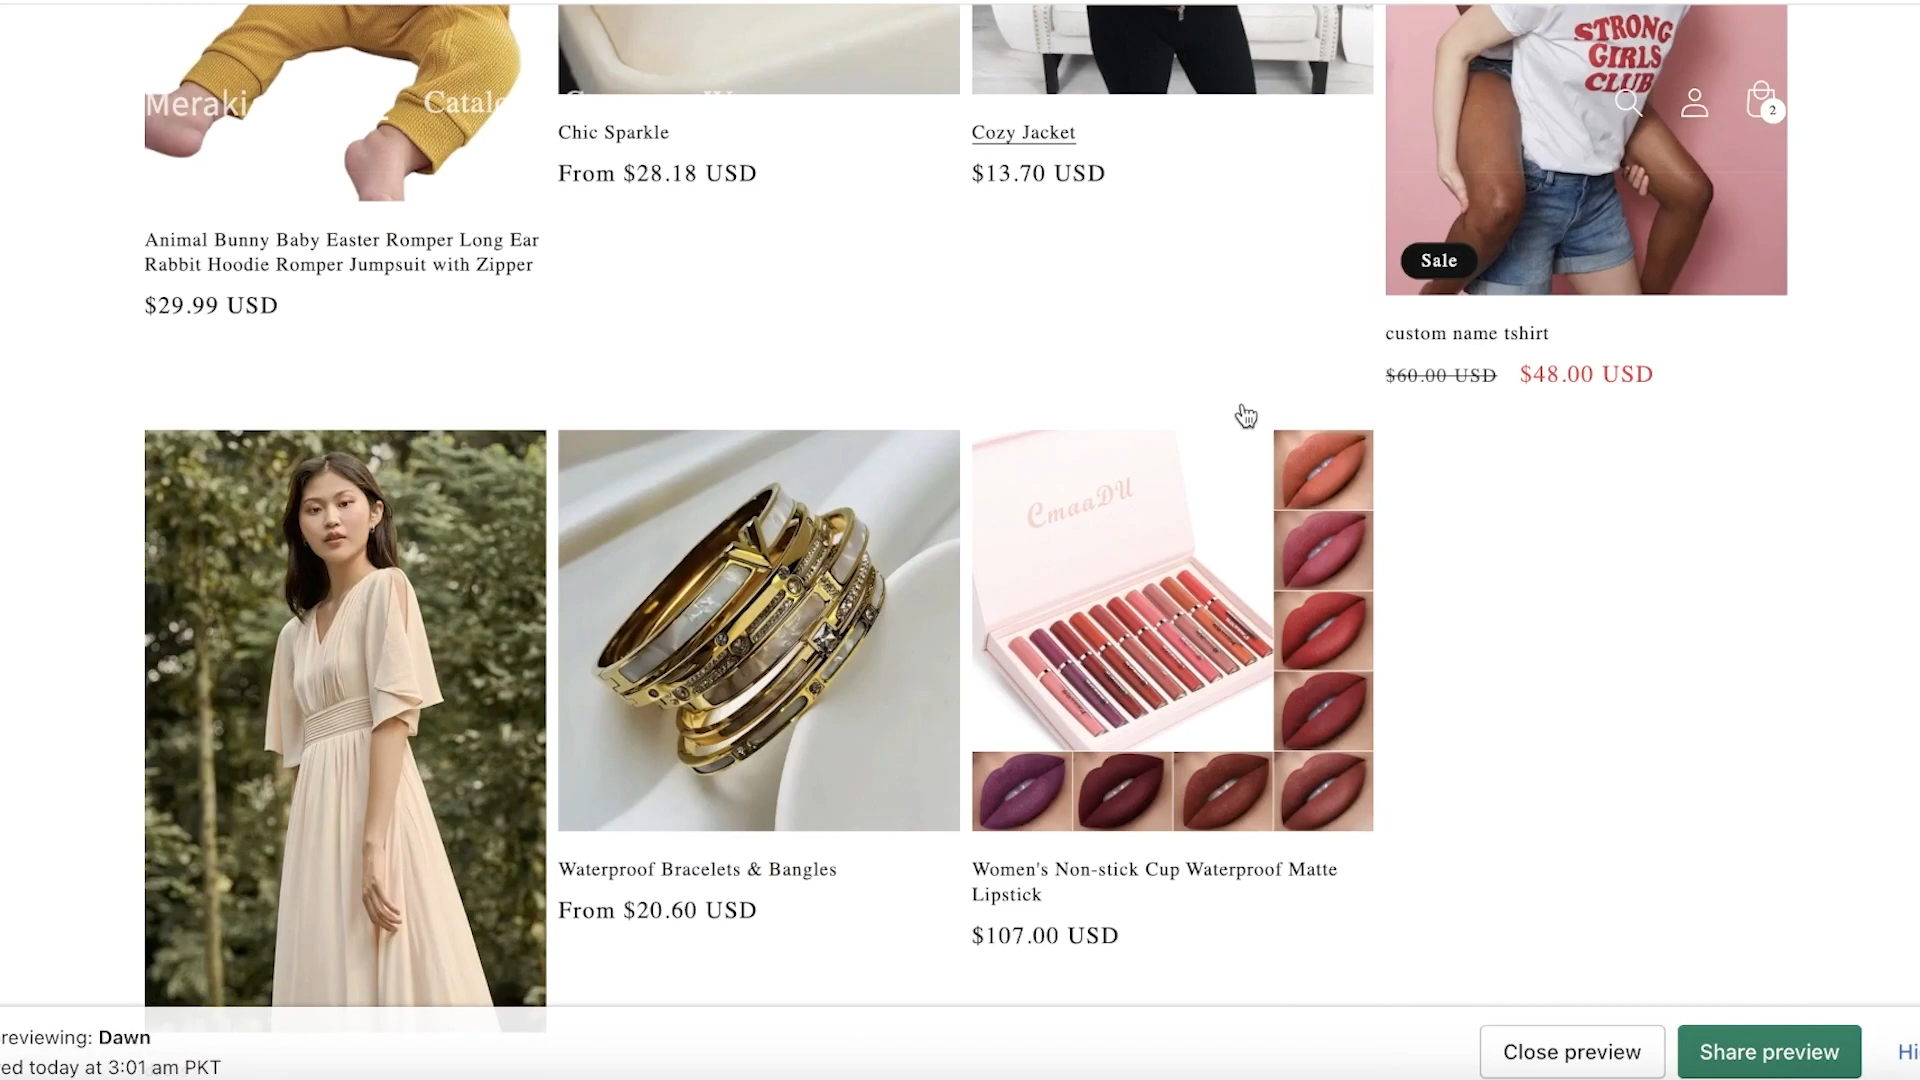 STRONG
GIRLS
CLUB
Meraki
2
Chic Sparkle
From $28.18 USD
Cozy Jacket
$13.70 USD
Animal Bunny Baby Easter Romper Long Ear
Rabbit Hoodie Romper Jumpsuit with Zipper
$29.99 USD
Sale
custom name tshirt
$60.00 USD $48.00 USD
CmaaDU
Waterproof Bracelets & Bangles
From $20.60 USD
Women's Non-stick Cup Waterproof Matte
Lipstick
$107.00 USD
reviewing: Dawn
ed today at 3:01 am PKT
Close preview
Share preview
Hi